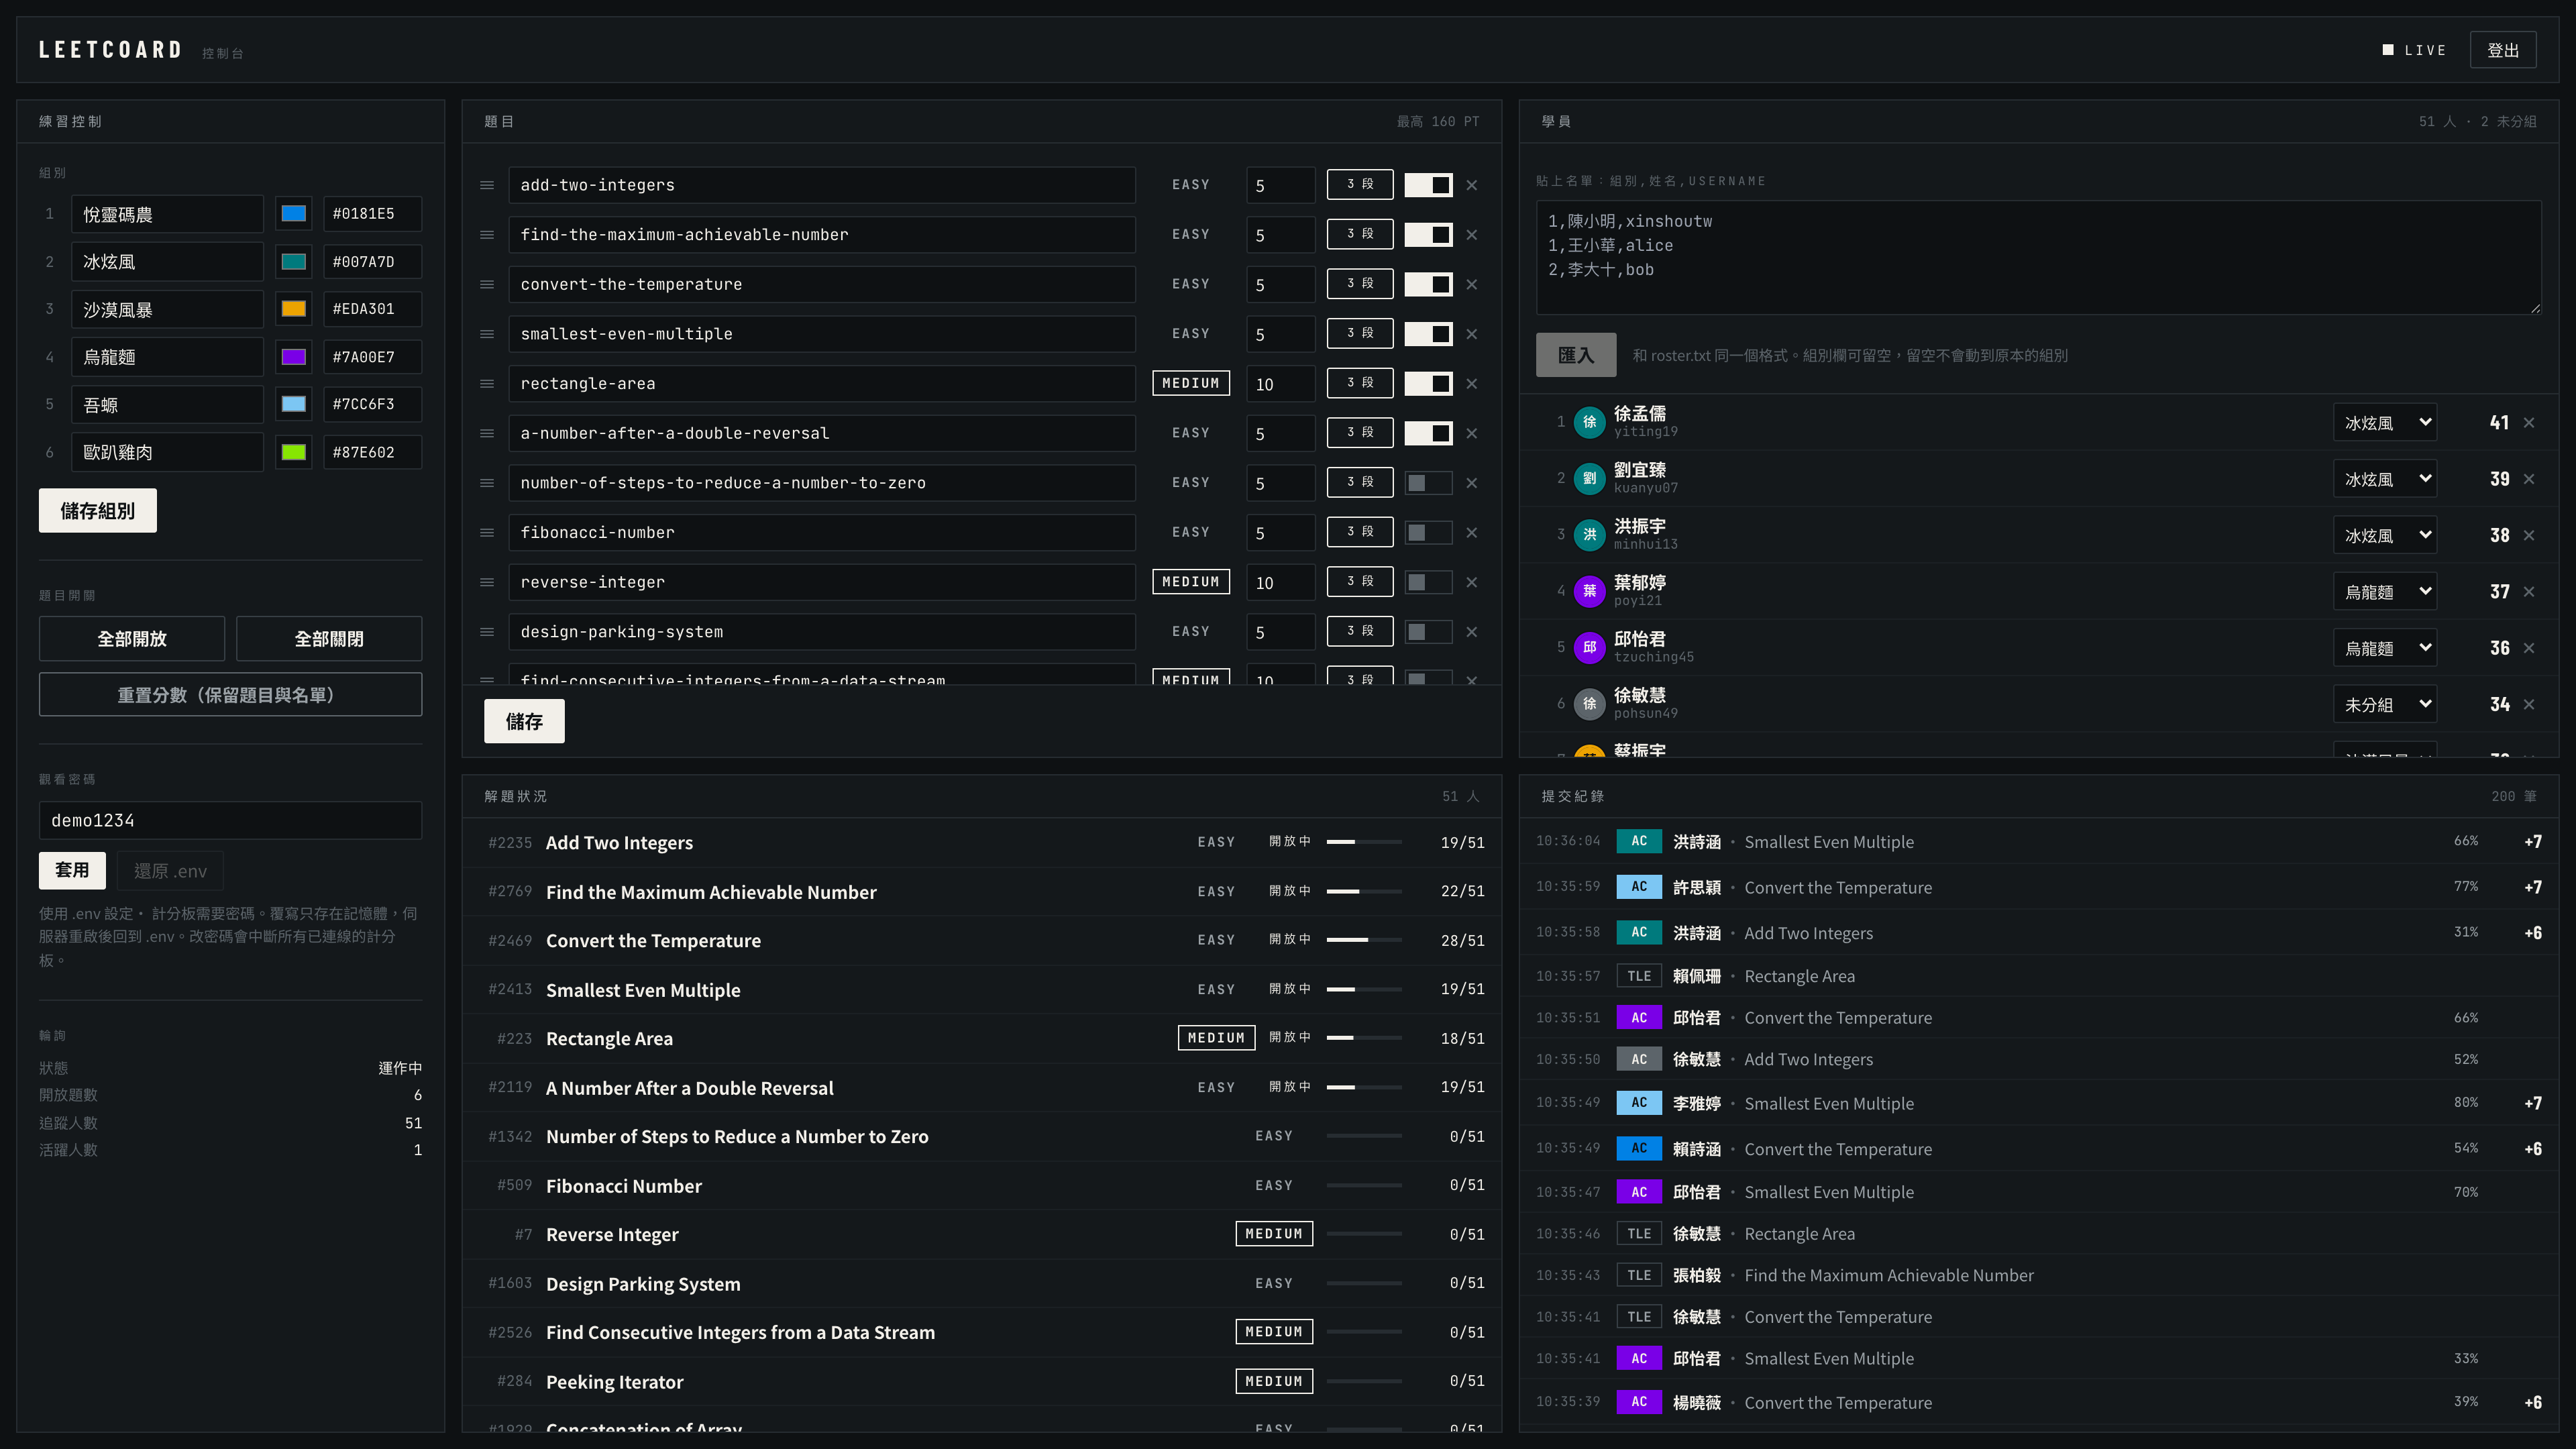 LEETCOARD 控制台
LIVE 登出
練習控制
組別
1 悅靈碼農 #0181E5
2 冰炫風 #007A7D
3 沙漠風暴 #EDA301
4 烏龍麵 #7A00E7
5 吾螈 #7CC6F3
6 歐趴雞肉 #87E602
儲存組別
題目開關
全部開放 全部關閉
重置分數（保留題目與名單）
觀看密碼
demo1234
套用 還原 .env
使用 .env 設定・ 計分板需要密碼。覆寫只存在記憶體，伺
服器重啟後回到 .env。改密碼會中斷所有已連線的計分
板。
輪詢
狀態 運作中
開放題數 6
追蹤人數 51
活躍人數 1
題目 最高 160 PT
add-two-integers EASY 5 3 段
find-the-maximum-achievable-number EASY 5 3 段
convert-the-temperature EASY 5 3 段
smallest-even-multiple EASY 5 3 段
rectangle-area MEDIUM 10 3 段
a-number-after-a-double-reversal EASY 5 3 段
number-of-steps-to-reduce-a-number-to-zero EASY 5 3 段
fibonacci-number EASY 5 3 段
reverse-integer MEDIUM 10 3 段
design-parking-system EASY 5 3 段
find-consecutive-integers-from-a-data-stream MEDIUM 10 3 段
儲存
學員 51 人 · 2 未分組
貼上名單：組別,姓名,USERNAME
1,陳小明,xinshoutw
1,王小華,alice
2,李大十,bob
匯入 和 roster.txt 同一個格式。組別欄可留空，留空不會動到原本的組別
1 徐 徐孟儒 冰炫風 41
yiting19
2 劉 劉宜臻 冰炫風 39
kuanyu07
3 洪 洪振宇 冰炫風 38
minhui13
4 葉 葉郁婷 烏龍麵 37
poyi21
5 邱 邱怡君 烏龍麵 36
tzuching45
6 徐 徐敏慧 未分組 34
pohsun49
蔡振宇
解題狀況 51 人
#2235 Add Two Integers EASY 開放中 19/51
#2769 Find the Maximum Achievable Number EASY 開放中 22/51
#2469 Convert the Temperature EASY 開放中 28/51
#2413 Smallest Even Multiple EASY 開放中 19/51
#223 Rectangle Area MEDIUM 開放中 18/51
#2119 A Number After a Double Reversal EASY 開放中 19/51
#1342 Number of Steps to Reduce a Number to Zero EASY 0/51
#509 Fibonacci Number EASY 0/51
#7 Reverse Integer MEDIUM 0/51
#1603 Design Parking System EASY 0/51
#2526 Find Consecutive Integers from a Data Stream MEDIUM 0/51
#284 Peeking Iterator MEDIUM 0/51
#1929 Concatenation of Array EASY 0/51
提交紀錄 200 筆
10:36:04 AC 洪詩涵 · Smallest Even Multiple 66% +7
10:35:59 AC 許思穎 · Convert the Temperature 77% +7
10:35:58 AC 洪詩涵 · Add Two Integers 31% +6
10:35:57 TLE 賴佩珊 · Rectangle Area
10:35:51 AC 邱怡君 · Convert the Temperature 66%
10:35:50 AC 徐敏慧 · Add Two Integers 52%
10:35:49 AC 李雅婷 · Smallest Even Multiple 80% +7
10:35:49 AC 賴詩涵 · Convert the Temperature 54% +6
10:35:47 AC 邱怡君 · Smallest Even Multiple 70%
10:35:46 TLE 徐敏慧 · Rectangle Area
10:35:43 TLE 張柏毅 · Find the Maximum Achievable Number
10:35:41 TLE 徐敏慧 · Convert the Temperature
10:35:41 AC 邱怡君 · Smallest Even Multiple 33%
10:35:39 AC 楊曉薇 · Convert the Temperature 39% +6